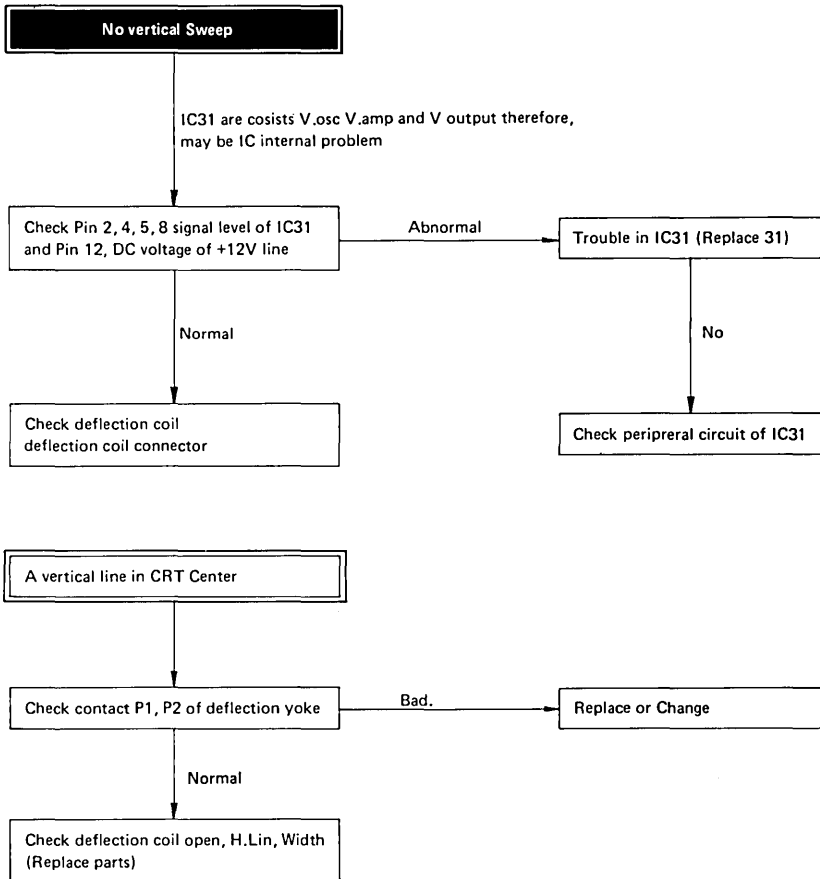 No vertical Sweep
IC31 are cosists V.osc V.amp and V output therefore,
may be IC internal problem
Check Pin 2, 4, 5, 8 signal level of IC31
and Pin 12, DC voltage of +12V line
Abnormal
Trouble in IC31 (Replace 31)
Normal
No
Check deflection coil
deflection coil connector
Check peripreral circuit of IC31
A vertical line in CRT Center
Check contact P1, P2 of deflection yoke
Bad.
Replace or Change
Normal
Check deflection coil open, H.Lin, Width
(Replace parts)